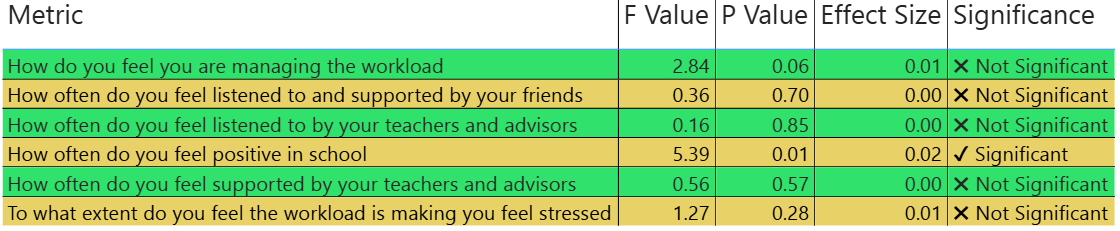 Metric F Value P Value Effect Size Significance
How do you feel you are managing the workload 2.84 0.06 0.01 ✕ Not Significant
How often do you feel listened to and supported by your friends 0.36 0.70 0.00 ✕ Not Significant
How often do you feel listened to by your teachers and advisors 0.16 0.85 0.00 ✕ Not Significant
How often do you feel positive in school 5.39 0.01 0.02 ✓ Significant
How often do you feel supported by your teachers and advisors 0.56 0.57 0.00 ✕ Not Significant
To what extent do you feel the workload is making you feel stressed 1.27 0.28 0.01 ✕ Not Significant